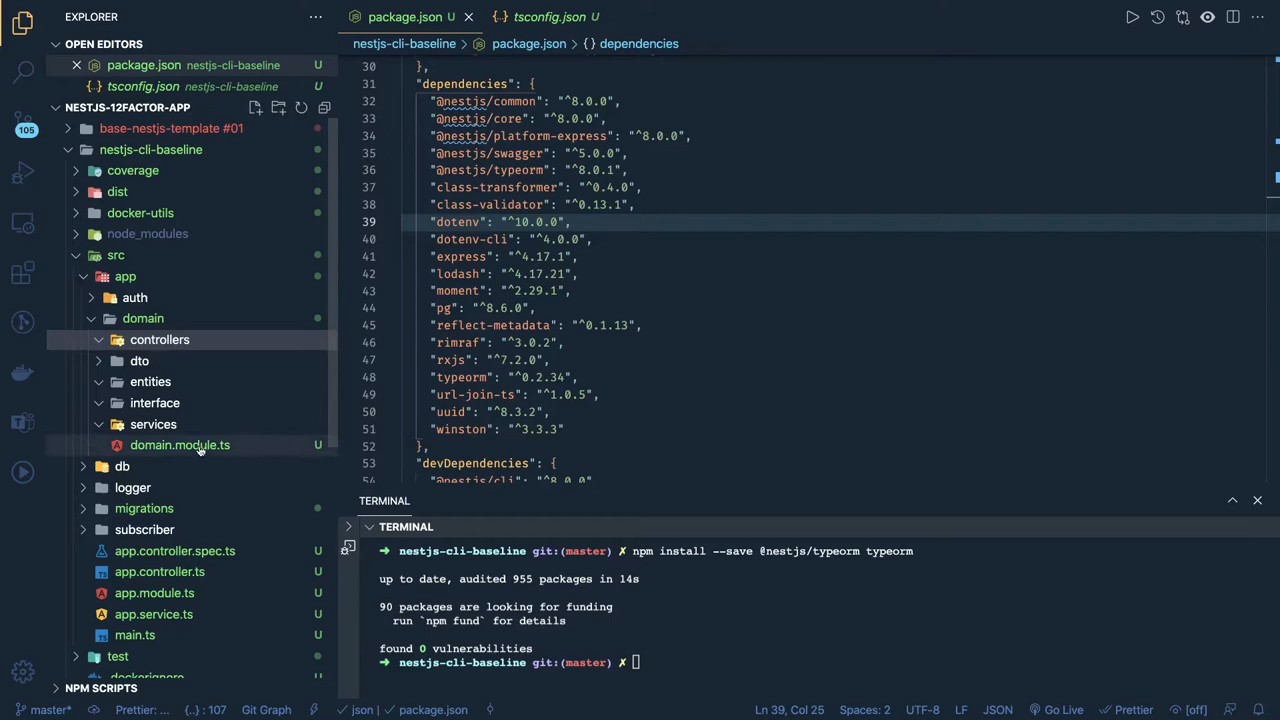 EXPLORER
OPEN EDITORS
package.json nestjs-cli-baseline U
tsconfig.json nestjs-cli-baseline U
NESTJS-12FACTOR-APP
base-nestjs-template #01
nestjs-cli-baseline
coverage
dist
docker-utils
node_modules
src
app
auth
domain
controllers
dto
entities
interface
services
domain.module.ts U
db
logger
migrations
subscriber
app.controller.spec.ts U
app.controller.ts U
app.module.ts U
app.service.ts U
main.ts U
test
.dockerignore
NPM SCRIPTS
105
package.json U
tsconfig.json U
nestjs-cli-baseline > package.json > {} dependencies
30 },
31 "dependencies": {
32 "@nestjs/common": "^8.0.0",
33 "@nestjs/core": "^8.0.0",
34 "@nestjs/platform-express": "^8.0.0",
35 "@nestjs/swagger": "^5.0.0",
36 "@nestjs/typeorm": "^8.0.1",
37 "class-transformer": "^0.4.0",
38 "class-validator": "^0.13.1",
39 "dotenv": "^10.0.0",
40 "dotenv-cli": "^4.0.0",
41 "express": "^4.17.1",
42 "lodash": "^4.17.21",
43 "moment": "^2.29.1",
44 "pg": "^8.6.0",
45 "reflect-metadata": "^0.1.13",
46 "rimraf": "^3.0.2",
47 "rxjs": "^7.2.0",
48 "typeorm": "^0.2.34",
49 "url-join-ts": "^1.0.5",
50 "uuid": "^8.3.2",
51 "winston": "^3.3.3"
52 },
53 "devDependencies": {
54 "@nestjs/cli": "^8.0.0",
TERMINAL
TERMINAL
➜ nestjs-cli-baseline git:(master) ✗ npm install --save @nestjs/typeorm typeorm
up to date, audited 955 packages in 14s
90 packages are looking for funding
run `npm fund` for details
found 0 vulnerabilities
➜ nestjs-cli-baseline git:(master) ✗
master* Prettier: ... {..} : 107 Git Graph json package.json Ln 39, Col 25 Spaces: 2 UTF-8 LF JSON Go Live Prettier [off]